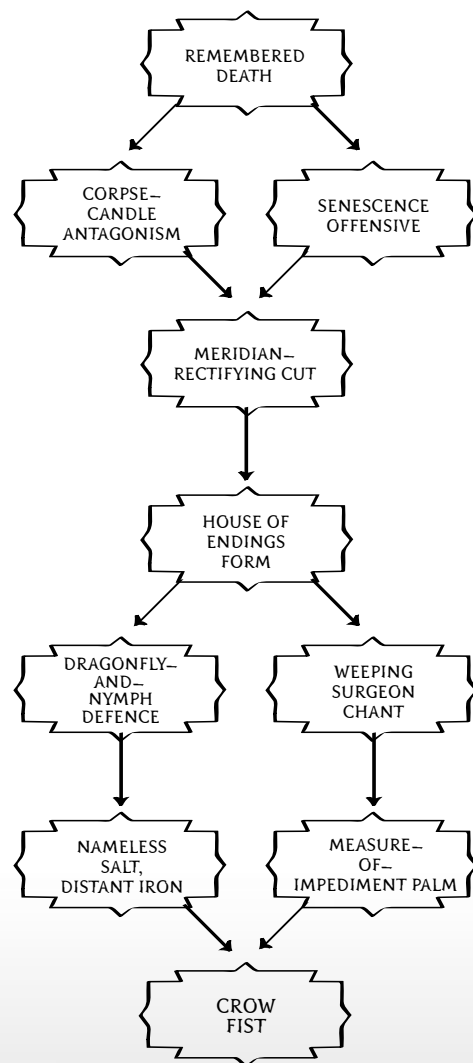 REMEMBERED
DEATH
CORPSE–
CANDLE
ANTAGONISM
SENESCENCE
OFFENSIVE
MERIDIAN–
RECTIFYING CUT
HOUSE OF
ENDINGS
FORM
DRAGONFLY–
AND–
NYMPH
DEFENCE
WEEPING
SURGEON
CHANT
NAMELESS
SALT,
DISTANT IRON
MEASURE–
OF–
IMPEDIMENT PALM
CROW
FIST